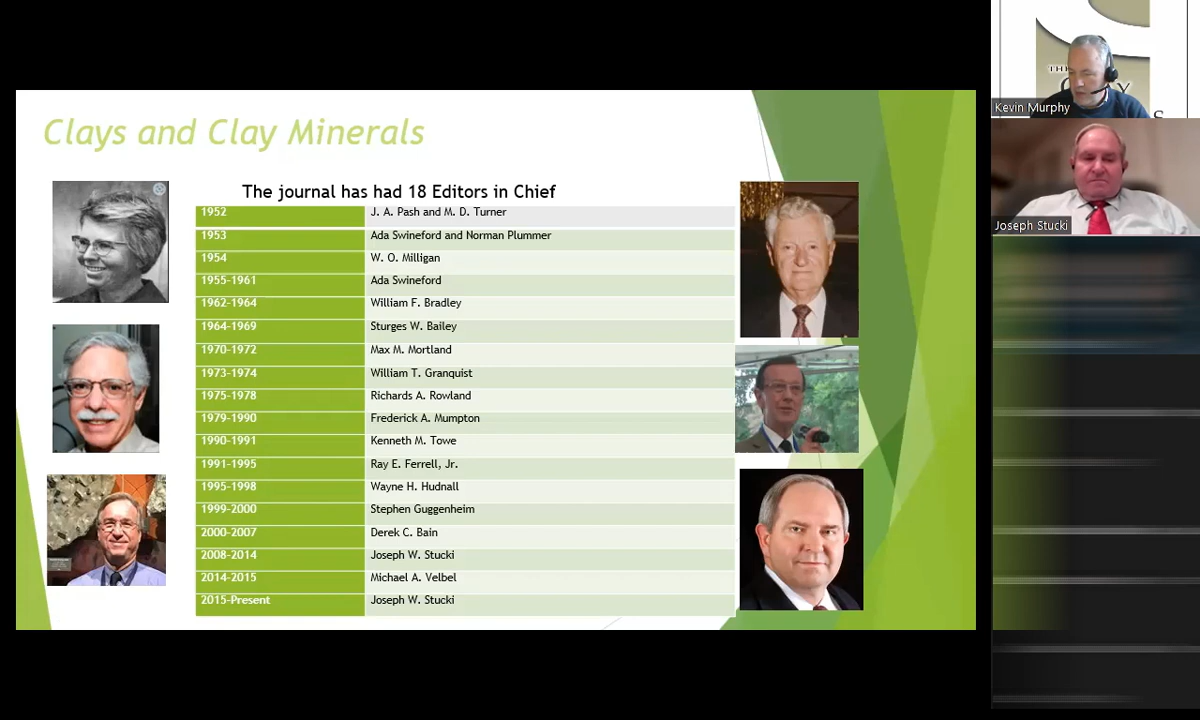 Clays and Clay Minerals
The journal has had 18 Editors in Chief
1952 J. A. Pash and M. D. Turner
1953 Ada Swineford and Norman Plummer
1954 W. O. Milligan
1955-1961 Ada Swineford
1962-1964 William F. Bradley
1964-1969 Sturges W. Bailey
1970-1972 Max M. Mortland
1973-1974 William T. Granquist
1975-1978 Richards A. Rowland
1979-1990 Frederick A. Mumpton
1990-1991 Kenneth M. Towe
1991-1995 Ray E. Ferrell, Jr.
1995-1998 Wayne H. Hudnall
1999-2000 Stephen Guggenheim
2000-2007 Derek C. Bain
2008-2014 Joseph W. Stucki
2014-2015 Michael A. Velbel
2015-Present Joseph W. Stucki
Kevin Murphy
Joseph Stucki